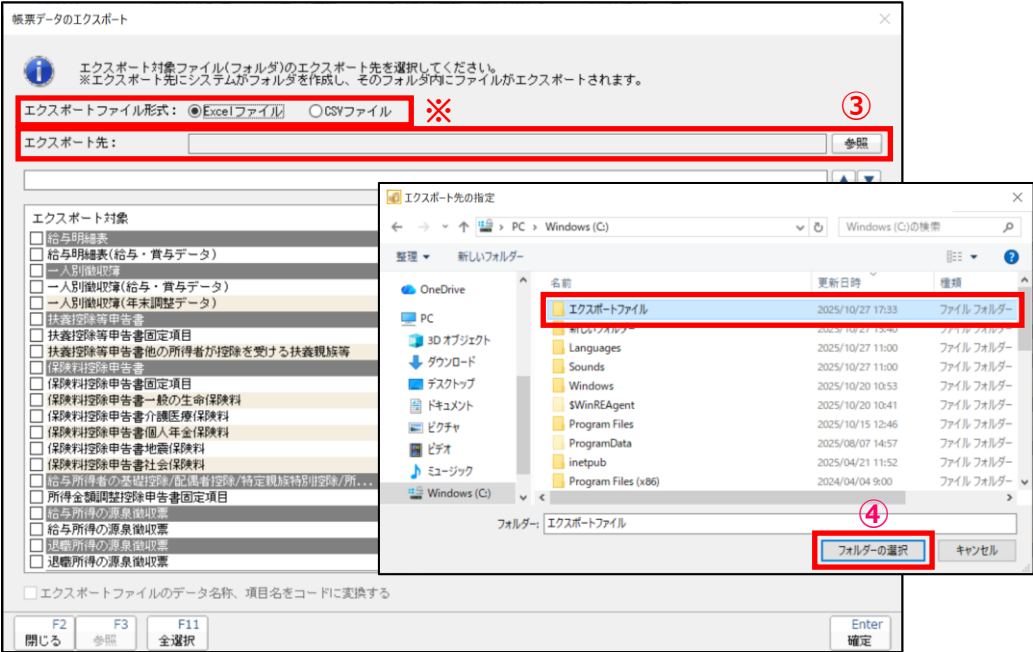 帳票データのエクスポート
エクスポート対象ファイル(フォルダ)のエクスポート先を選択してください。
※エクスポート先にシステムがフォルダを作成し、そのフォルダ内にファイルがエクスポートされます。
エクスポートファイル形式： Excelファイル CSVファイル ※
③
エクスポート先： 参照
エクスポート対象
給与明細表
給与明細表(給与・賞与データ)
一人別徴収簿
一人別徴収簿(給与・賞与データ)
一人別徴収簿(年末調整データ)
扶養控除等申告書
扶養控除等申告書固定項目
扶養控除等申告書他の所得者が控除を受ける扶養親族等
保険料控除申告書
保険料控除申告書固定項目
保険料控除申告書一般の生命保険料
保険料控除申告書介護医療保険料
保険料控除申告書個人年金保険料
保険料控除申告書地震保険料
保険料控除申告書社会保険料
給与所得者の基礎控除/配偶者控除/特定親族特別控除/所...
所得金額調整控除申告書固定項目
給与所得の源泉徴収票
給与所得の源泉徴収票
退職所得の源泉徴収票
退職所得の源泉徴収票
エクスポートファイルのデータ名称、項目名をコードに変換する
F2 閉じる
F3 参照
F11 全選択
Enter 確定
エクスポート先の指定
PC › Windows (C:)
Windows (C:)の検索
整理 新しいフォルダー
OneDrive
PC
3D オブジェクト
ダウンロード
デスクトップ
ドキュメント
ピクチャ
ビデオ
ミュージック
Windows (C:)
名前 更新日時 種類
エクスポートファイル 2025/10/27 17:33 ファイル フォルダー
新しいフォルダー 2025/10/27 15:40 ファイル フォルダー
Languages 2025/10/27 11:00 ファイル フォルダー
Sounds 2025/10/27 11:00 ファイル フォルダー
Windows 2025/10/20 10:53 ファイル フォルダー
$WinREAgent 2025/10/20 10:41 ファイル フォルダー
Program Files 2025/10/15 12:46 ファイル フォルダー
ProgramData 2025/08/07 14:57 ファイル フォルダー
inetpub 2025/04/21 11:52 ファイル フォルダー
Program Files (x86) 2024/04/04 9:00 ファイル フォルダー
フォルダー: エクスポートファイル
④
フォルダーの選択 キャンセル